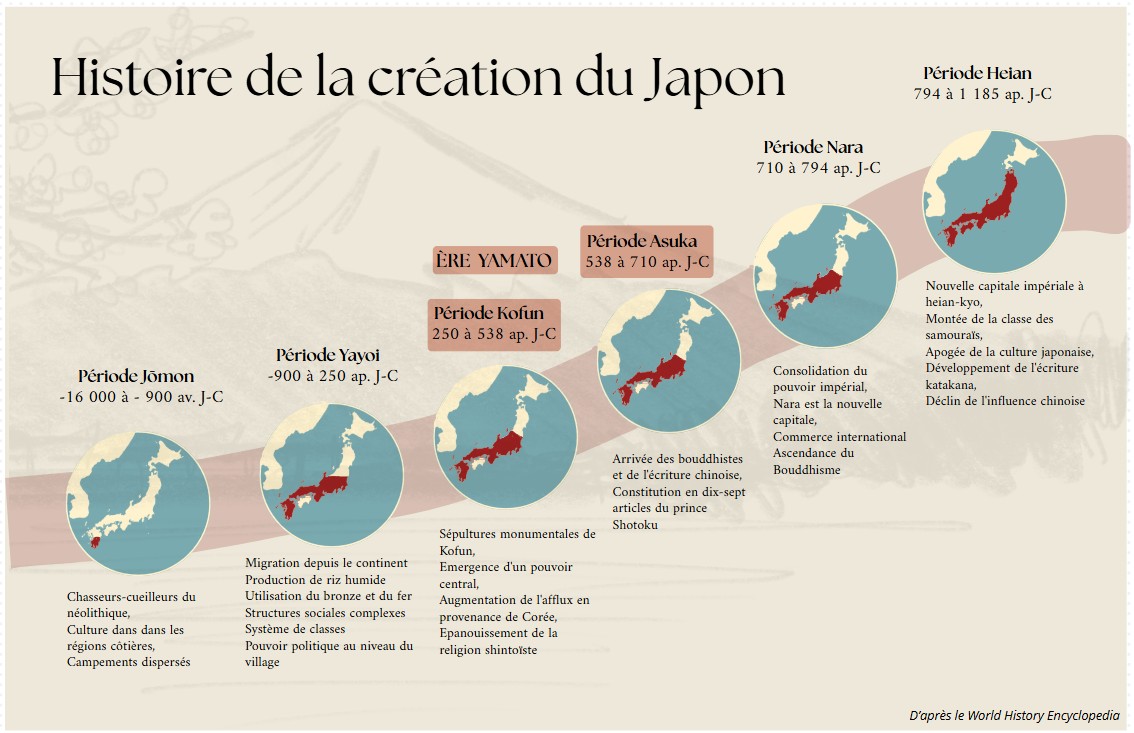 Histoire de la création du Japon
Période Jōmon
-16 000 à - 900 av. J-C
Chasseurs-cueilleurs du
néolithique,
Culture dans dans les
régions côtières,
Campements dispersés
Période Yayoi
-900 à 250 ap. J-C
Migration depuis le continent
Production de riz humide
Utilisation du bronze et du fer
Structures sociales complexes
Système de classes
Pouvoir politique au niveau du
village
ÈRE YAMATO
Période Kofun
250 à 538 ap. J-C
Sépultures monumentales de
Kofun,
Emergence d'un pouvoir
central,
Augmentation de l'afflux en
provenance de Corée,
Epanouissement de la
religion shintoïste
Période Asuka
538 à 710 ap. J-C
Arrivée des bouddhistes
et de l'écriture chinoise,
Constitution en dix-sept
articles du prince
Shotoku
Période Nara
710 à 794 ap. J-C
Consolidation du
pouvoir impérial,
Nara est la nouvelle
capitale,
Commerce international
Ascendance du
Bouddhisme
Période Heian
794 à 1 185 ap. J-C
Nouvelle capitale impériale à
heian-kyo,
Montée de la classe des
samouraïs,
Apogée de la culture japonaise,
Développement de l'écriture
katakana,
Déclin de l'influence chinoise
D'après le World History Encyclopedia